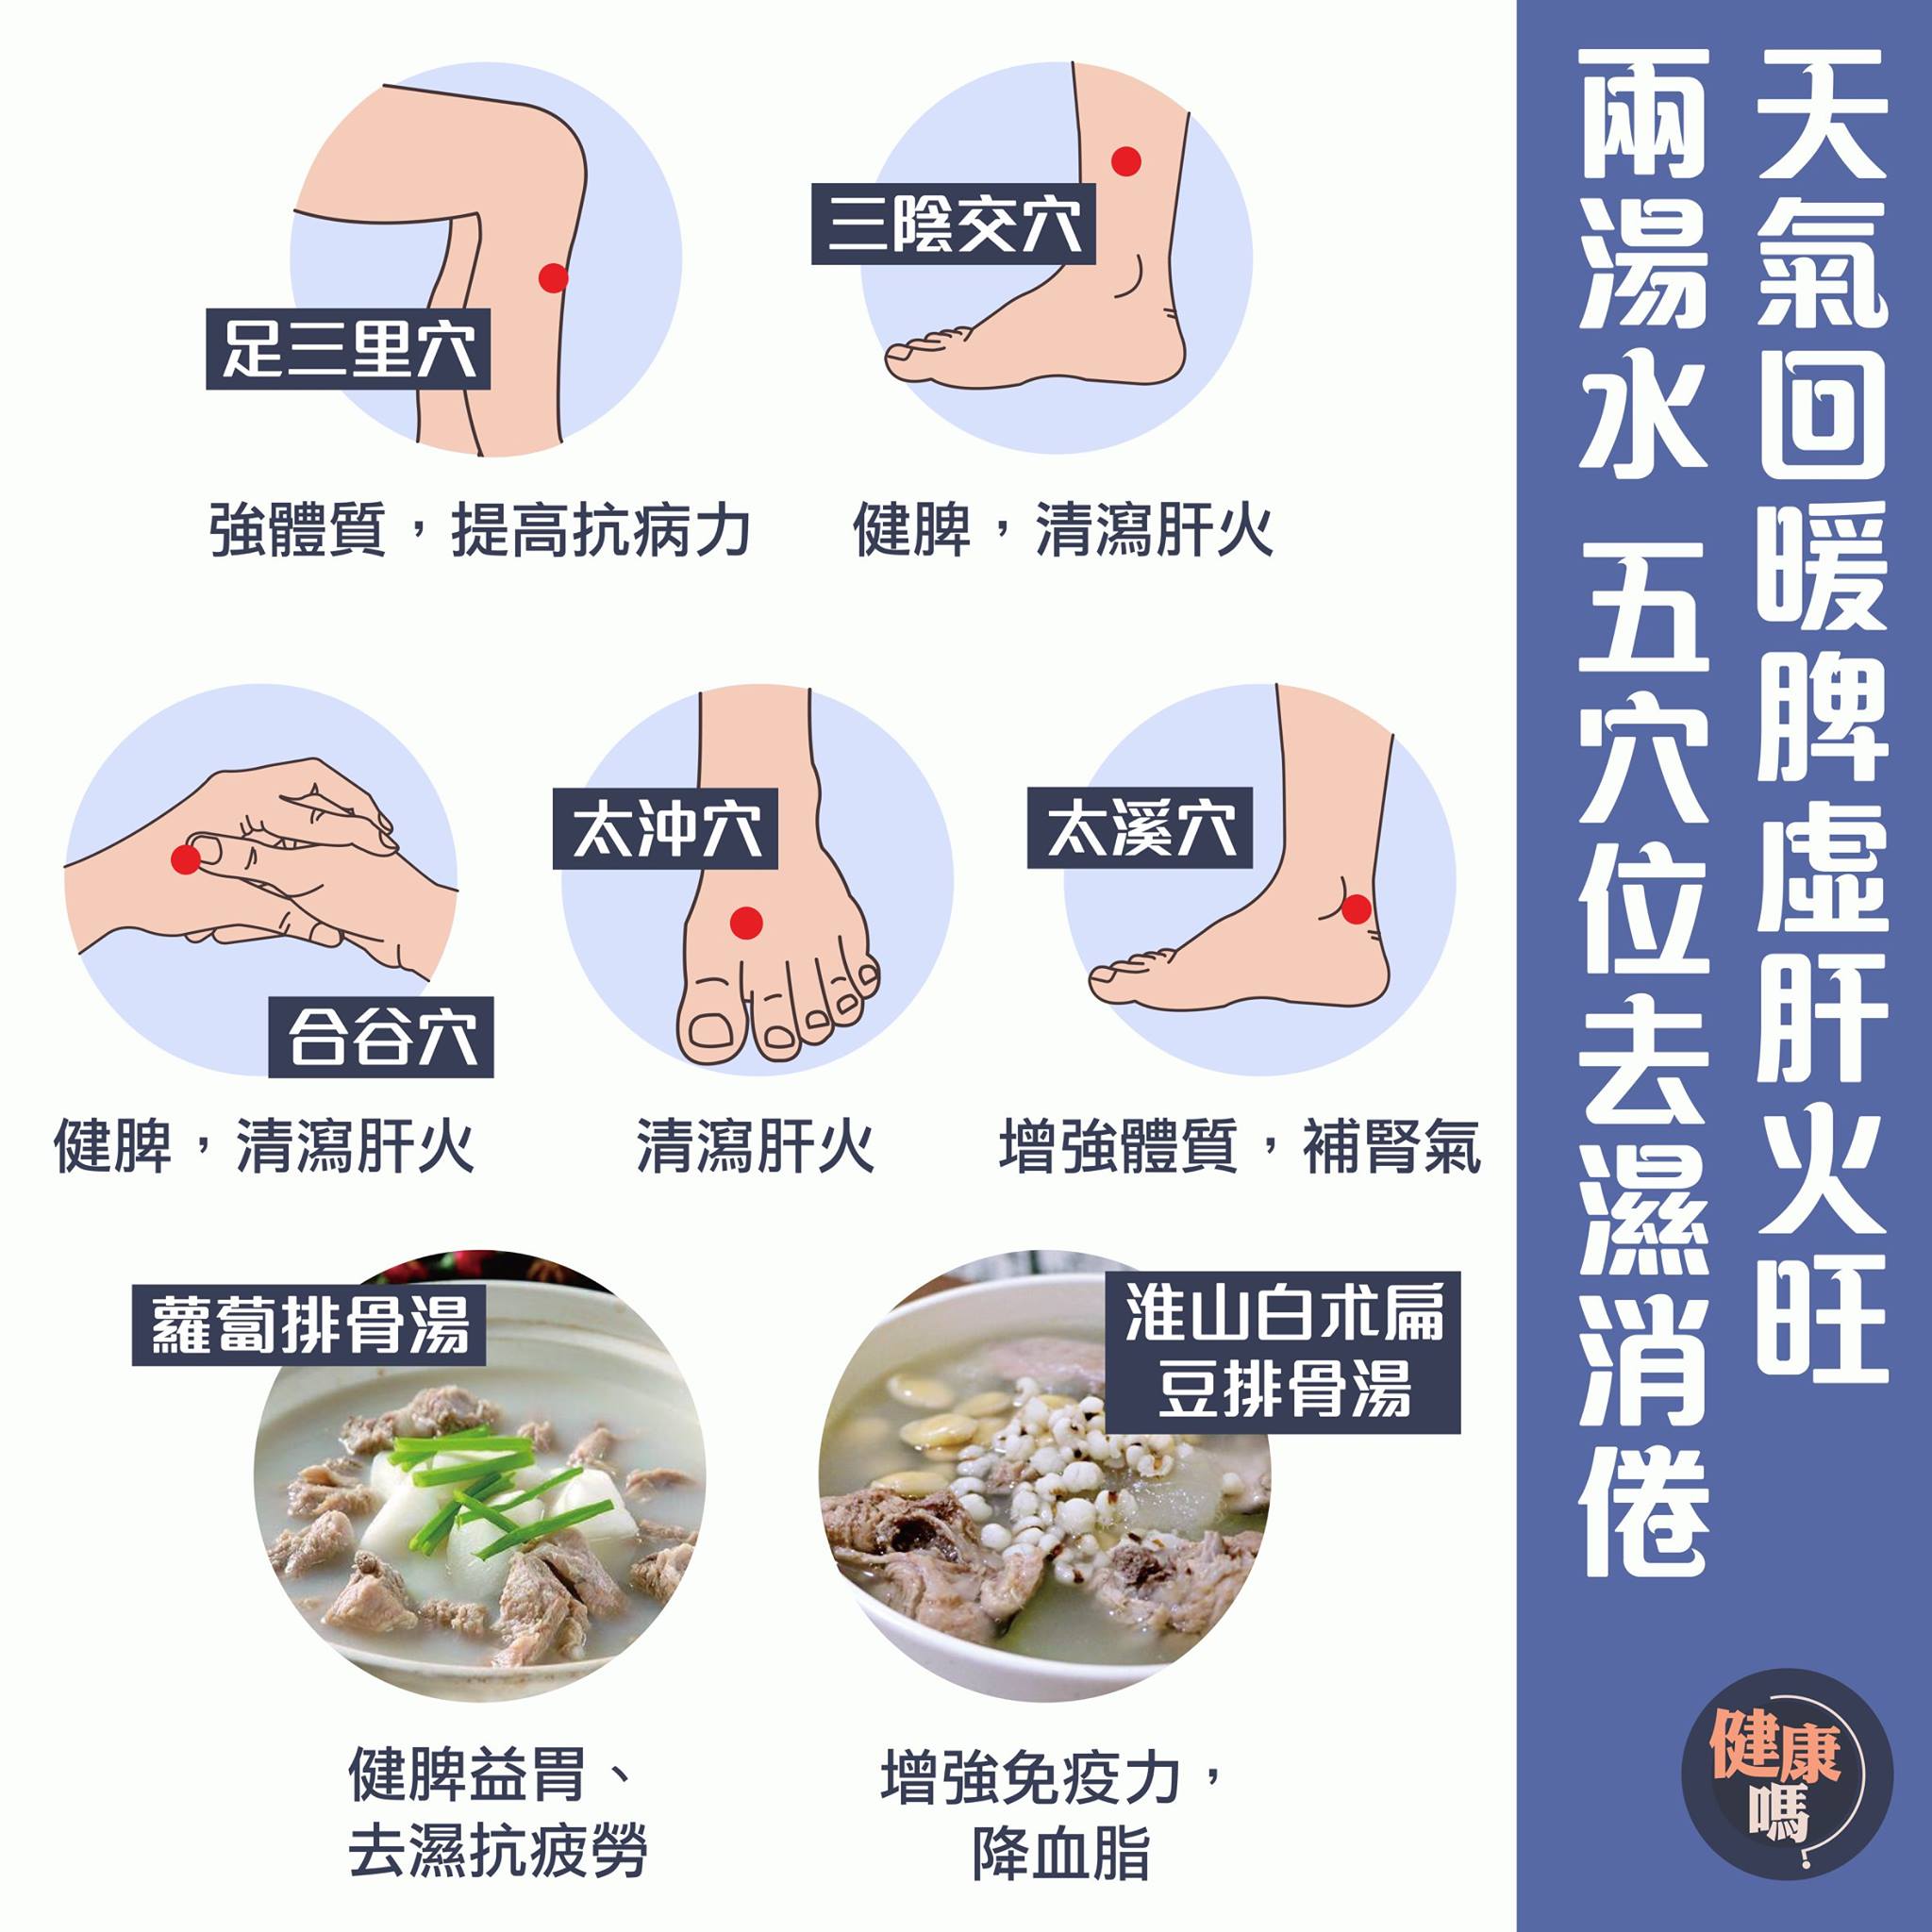 天氣回暖脾虛肝火旺
兩湯水 五穴位去濕消倦
足三里穴
強體質，提高抗病力
三陰交穴
健脾，清瀉肝火
合谷穴
健脾，清瀉肝火
太沖穴
清瀉肝火
太溪穴
增強體質，補腎氣
蘿蔔排骨湯
健脾益胃、
去濕抗疲勞
淮山白朮扁
豆排骨湯
增強免疫力，
降血脂
健康
嗎?